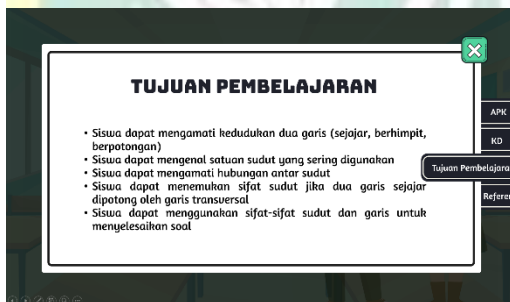 TUJUAN PEMBELAJARAN
• Siswa dapat mengamati kedudukan dua garis (sejajar, berhimpit,
berpotongan)
• Siswa dapat mengenal satuan sudut yang sering digunakan
• Siswa dapat mengamati hubungan antar sudut
• Siswa dapat menemukan sifat sudut jika dua garis sejajar
dipotong oleh garis transversal
• Siswa dapat menggunakan sifat-sifat sudut dan garis untuk
menyelesaikan soal
APK
KD
Tujuan Pembelajara
Refere